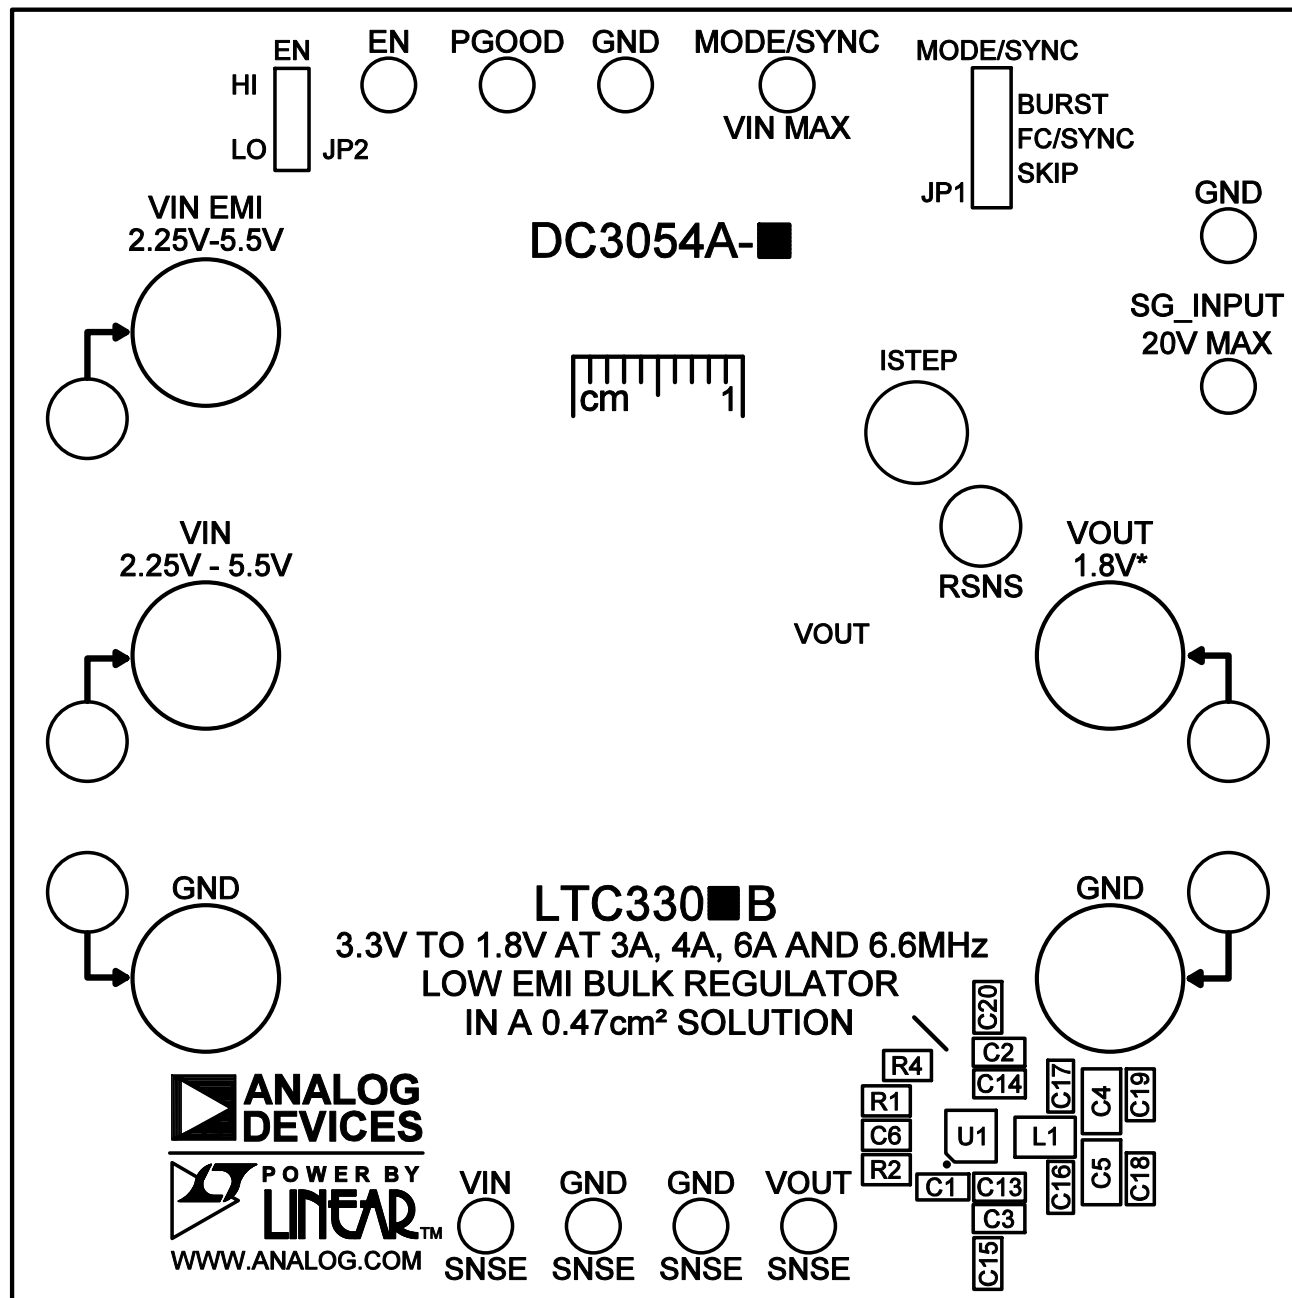 EN
EN
PGOOD
GND
MODE/SYNC
MODE/SYNC
HI
LO
JP2
VIN MAX
BURST
FC/SYNC
SKIP
JP1
VIN EMI
2.25V-5.5V
DC3054A-■
GND
SG_INPUT
20V MAX
cm 1
ISTEP
VIN
2.25V - 5.5V
RSNS
VOUT
1.8V*
VOUT
GND
LTC330■B
3.3V TO 1.8V AT 3A, 4A, 6A AND 6.6MHz
LOW EMI BULK REGULATOR
IN A 0.47cm² SOLUTION
GND
C20
C2
C14
R4
R1
C6
R2
U1
L1
C17
C4
C19
C1
C13
C3
C15
C16
C5
C18
ANALOG
DEVICES
POWER BY
LINEAR™
WWW.ANALOG.COM
VIN
SNSE
GND
SNSE
GND
SNSE
VOUT
SNSE